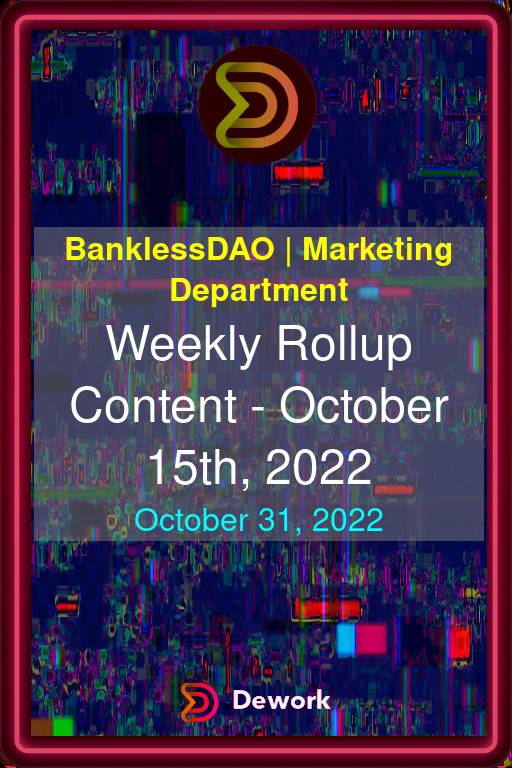 BanklessDAO | Marketing
Department
Weekly Rollup
Content - October
15th, 2022
October 31, 2022
Dework